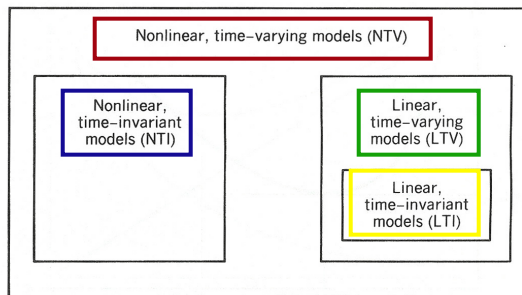 Nonlinear, time-varying models (NTV)
Nonlinear,
time-invariant
models (NTI)
Linear,
time-varying
models (LTV)
Linear,
time-invariant
models (LTI)